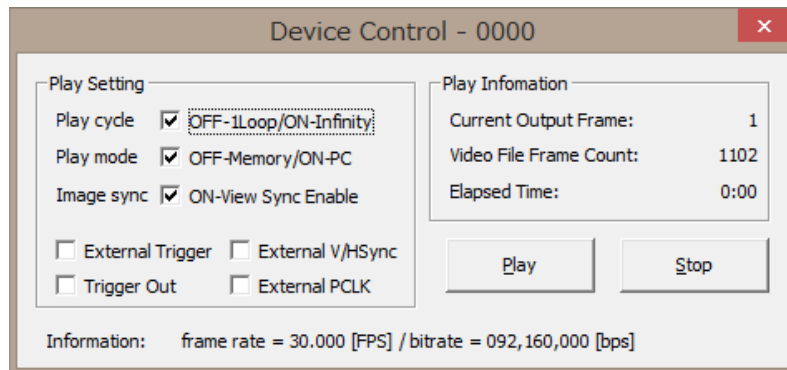 Device Control - 0000
×
Play Setting
Play cycle OFF-1Loop/ON-Infinity
Play mode OFF-Memory/ON-PC
Image sync ON-View Sync Enable
External Trigger External V/HSync
Trigger Out External PCLK
Play Infomation
Current Output Frame: 1
Video File Frame Count: 1102
Elapsed Time: 0:00
Play Stop
Information: frame rate = 30.000 [FPS] / bitrate = 092,160,000 [bps]